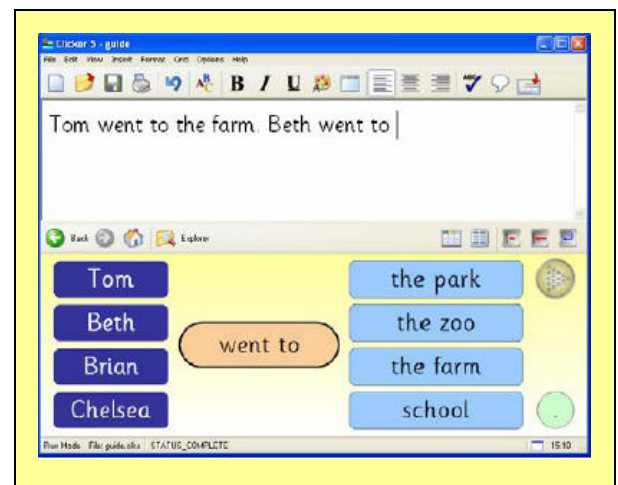 Clicker 5 - guide
File Edit View Insert Format Grid Options Help
B I U
Tom went to the farm. Beth went to
Back Explorer
Tom the park
Beth the zoo
went to
Brian the farm
Chelsea school .
Run Mode File: guide.clkx STATUS_COMPLETE 15:10